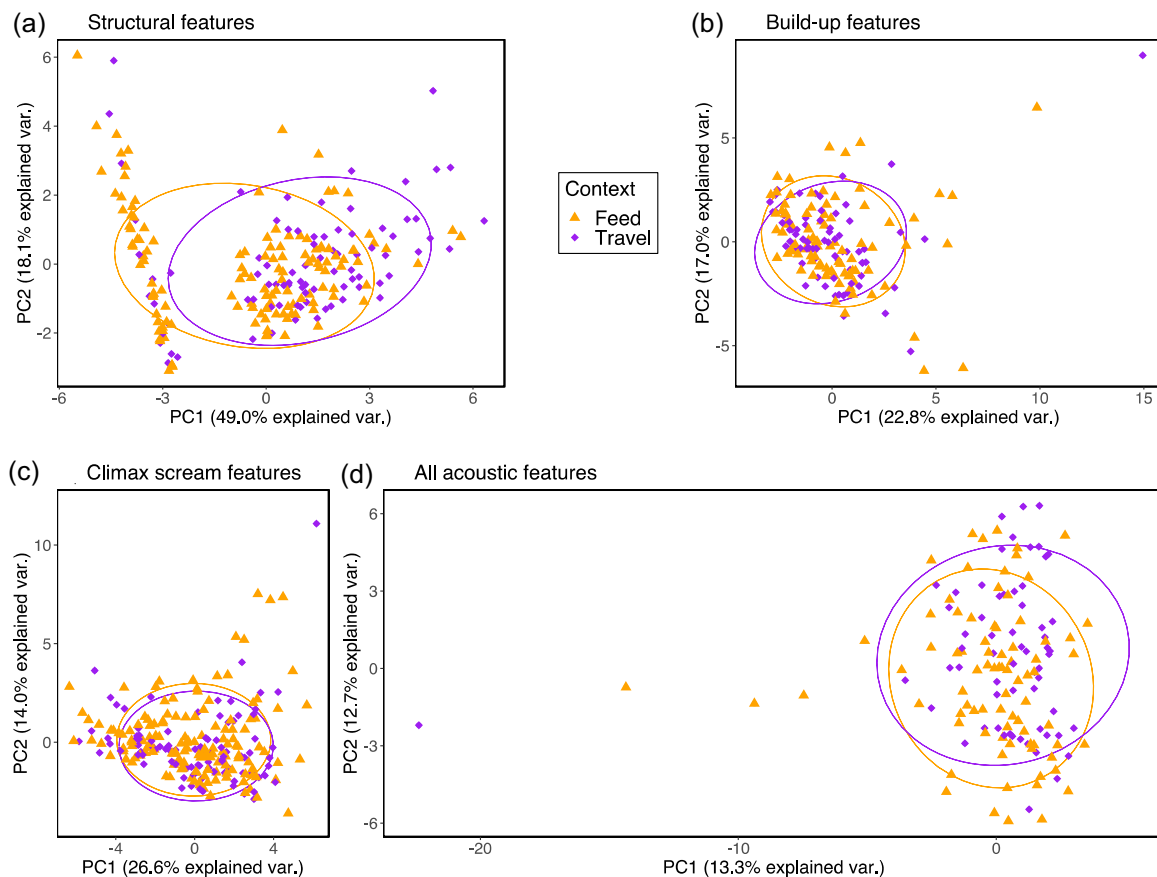 (a) Structural features
6
4
2
0
-2
-6
-3
0
3
6
PC2 (18.1% explained var.)
PC1 (49.0% explained var.)
Context
Feed
Travel
(b) Build-up features
5
0
-5
0
5
10
15
PC2 (17.0% explained var.)
PC1 (22.8% explained var.)
(c) Climax scream features
10
5
0
-4
0
4
PC2 (14.0% explained var.)
PC1 (26.6% explained var.)
(d) All acoustic features
6
3
0
-3
-6
-20
-10
0
PC2 (12.7% explained var.)
PC1 (13.3% explained var.)